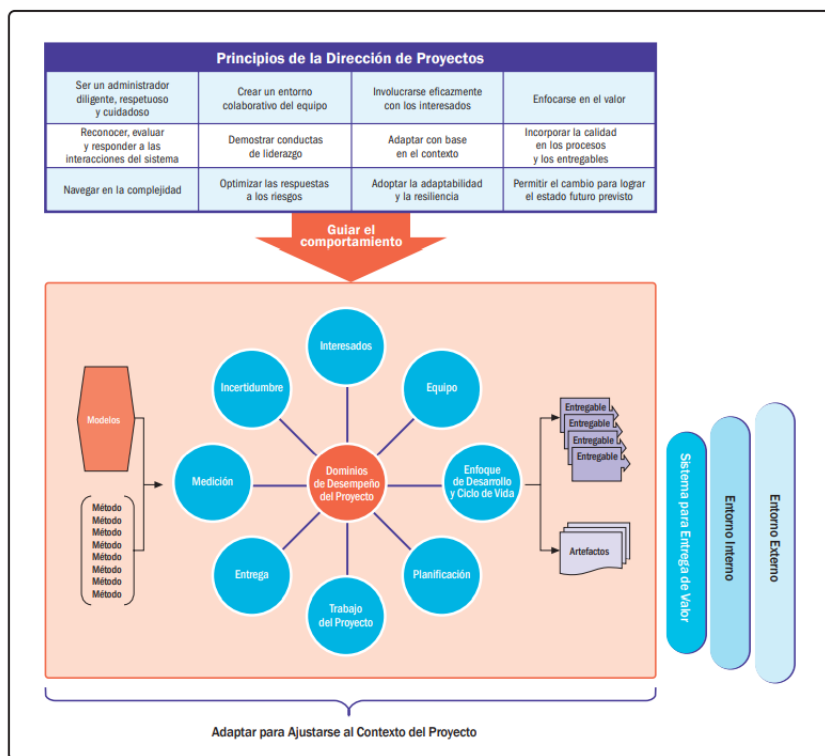 Principios de la Dirección de Proyectos
Ser un administrador
diligente, respetuoso
y cuidadoso
Crear un entorno
colaborativo del equipo
Involucrarse eficazmente
con los interesados
Enfocarse en el valor
Reconocer, evaluar
y responder a las
interacciones del sistema
Demostrar conductas
de liderazgo
Adaptar con base
en el contexto
Incorporar la calidad
en los procesos
y los entregables
Navegar en la complejidad
Optimizar las respuestas
a los riesgos
Adoptar la adaptabilidad
y la resiliencia
Permitir el cambio para lograr
el estado futuro previsto
Guiar el
comportamiento
Modelos
Método
Método
Método
Método
Método
Método
Método
Método
Interesados
Incertidumbre
Equipo
Medición
Dominios
de Desempeño
del Proyecto
Enfoque
de Desarrollo
y Ciclo de Vida
Entrega
Planificación
Trabajo
del Proyecto
Entregable
Entregable
Entregable
Entregable
Artefactos
Sistema para Entrega de Valor
Entorno Interno
Entorno Externo
Adaptar para Ajustarse al Contexto del Proyecto